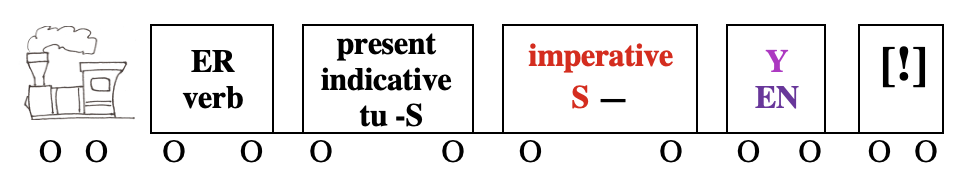 ER
verb
present
indicative
tu -S
imperative
S —
Y
EN
[!]
O O O O O O O O O O O O